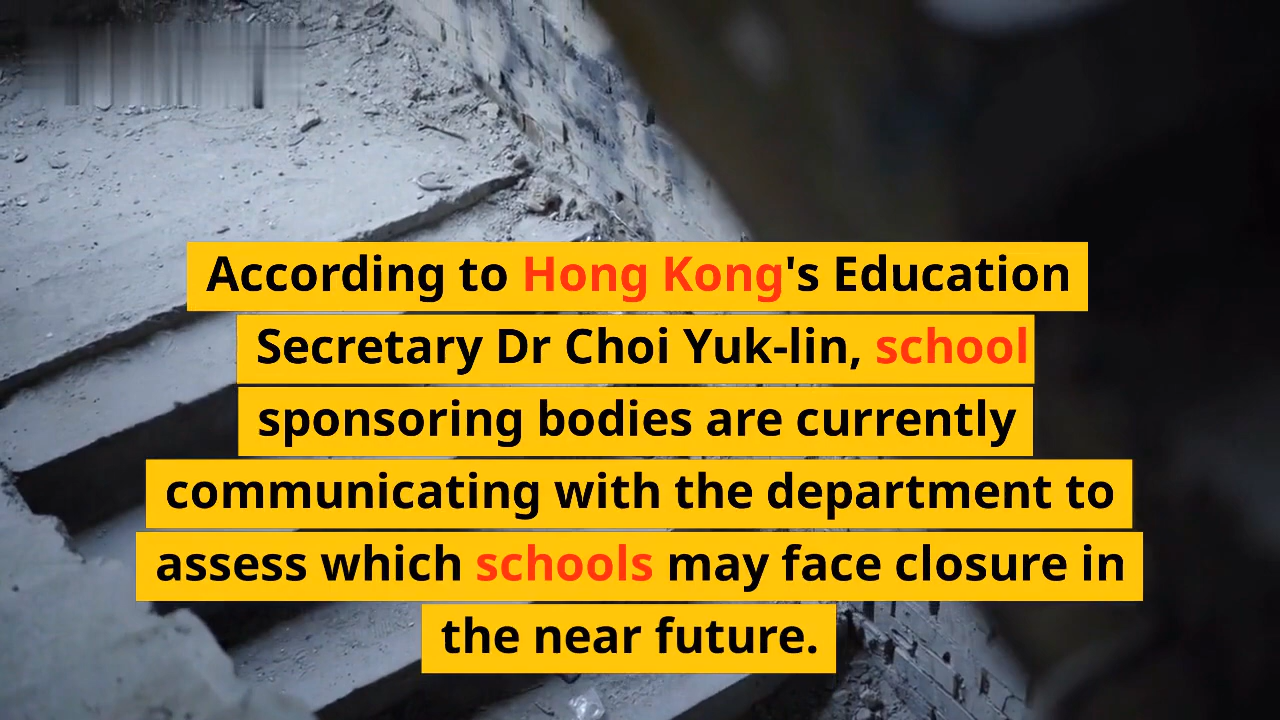 According to Hong Kong's Education
Secretary Dr Choi Yuk-lin, school
sponsoring bodies are currently
communicating with the department to
assess which schools may face closure in
the near future.